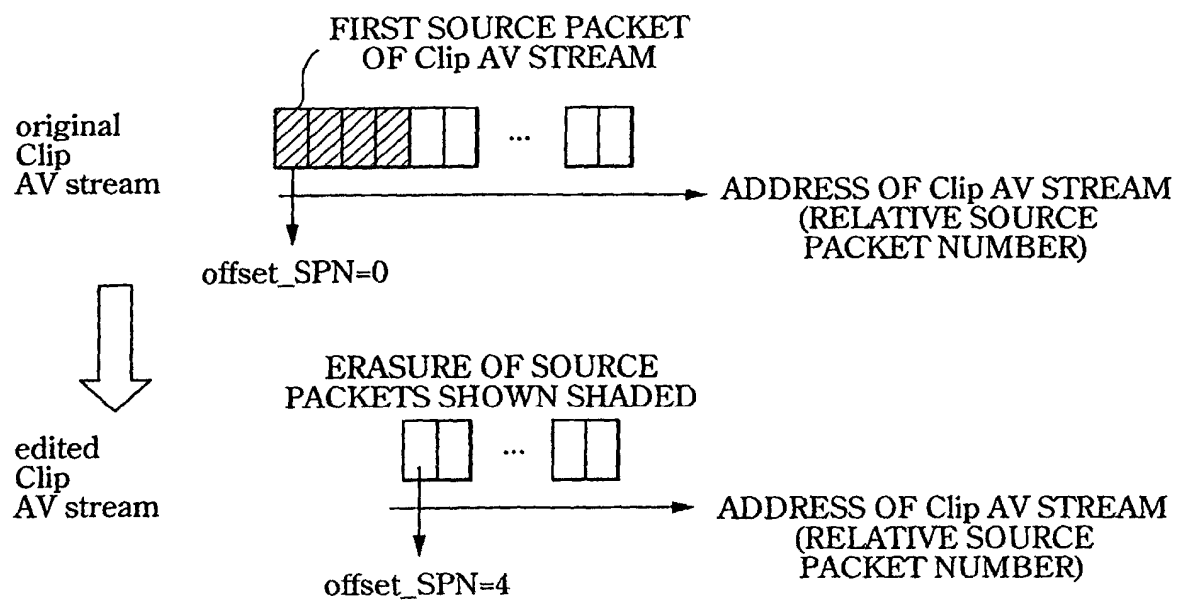 FIRST SOURCE PACKET
OF Clip AV STREAM
original
Clip
AV stream
...
ADDRESS OF Clip AV STREAM
(RELATIVE SOURCE
PACKET NUMBER)
offset_SPN=0
ERASURE OF SOURCE
PACKETS SHOWN SHADED
edited
Clip
AV stream
...
ADDRESS OF Clip AV STREAM
(RELATIVE SOURCE
PACKET NUMBER)
offset_SPN=4